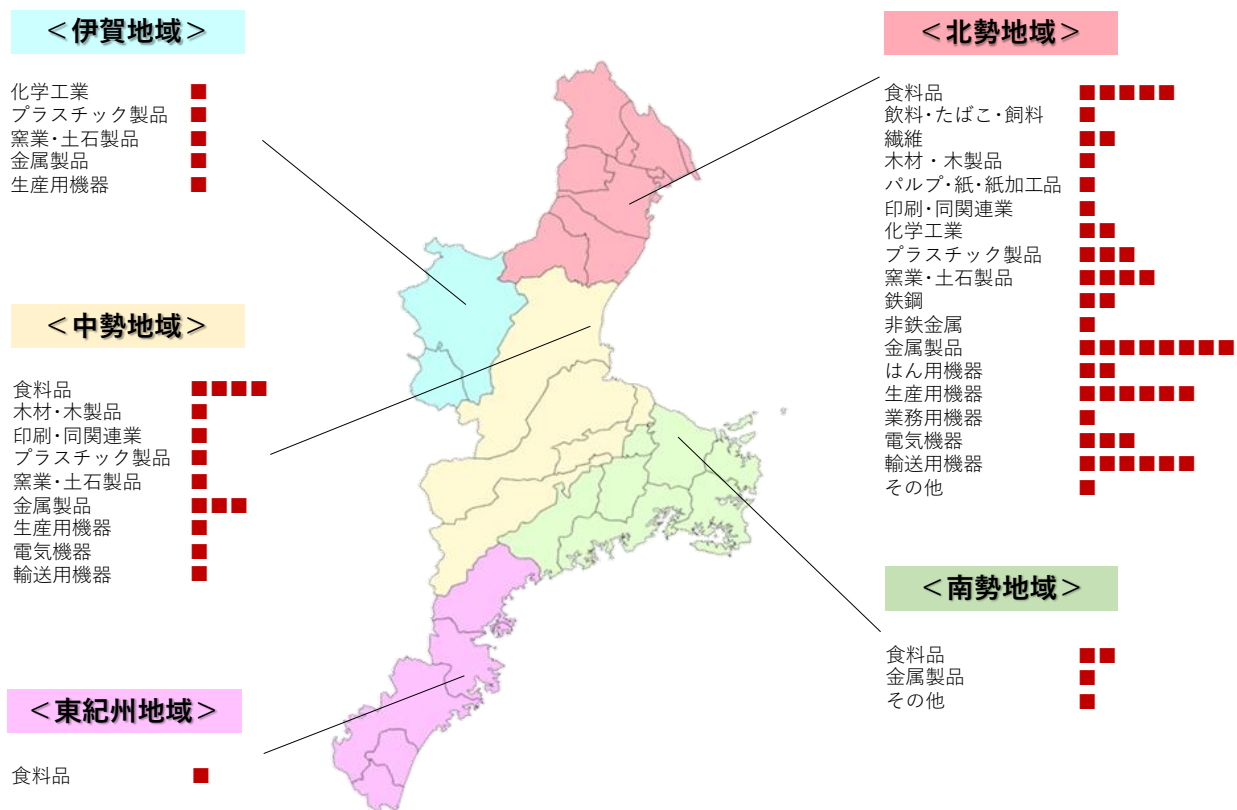 ＜伊賀地域＞
化学工業
プラスチック製品
窯業･土石製品
金属製品
生産用機器
＜中勢地域＞
食料品
木材･木製品
印刷･同関連業
プラスチック製品
窯業･土石製品
金属製品
生産用機器
電気機器
輸送用機器
＜東紀州地域＞
食料品
＜北勢地域＞
食料品
飲料･たばこ･飼料
繊維
木材・木製品
パルプ･紙･紙加工品
印刷･同関連業
化学工業
プラスチック製品
窯業･土石製品
鉄鋼
非鉄金属
金属製品
はん用機器
生産用機器
業務用機器
電気機器
輸送用機器
その他
＜南勢地域＞
食料品
金属製品
その他